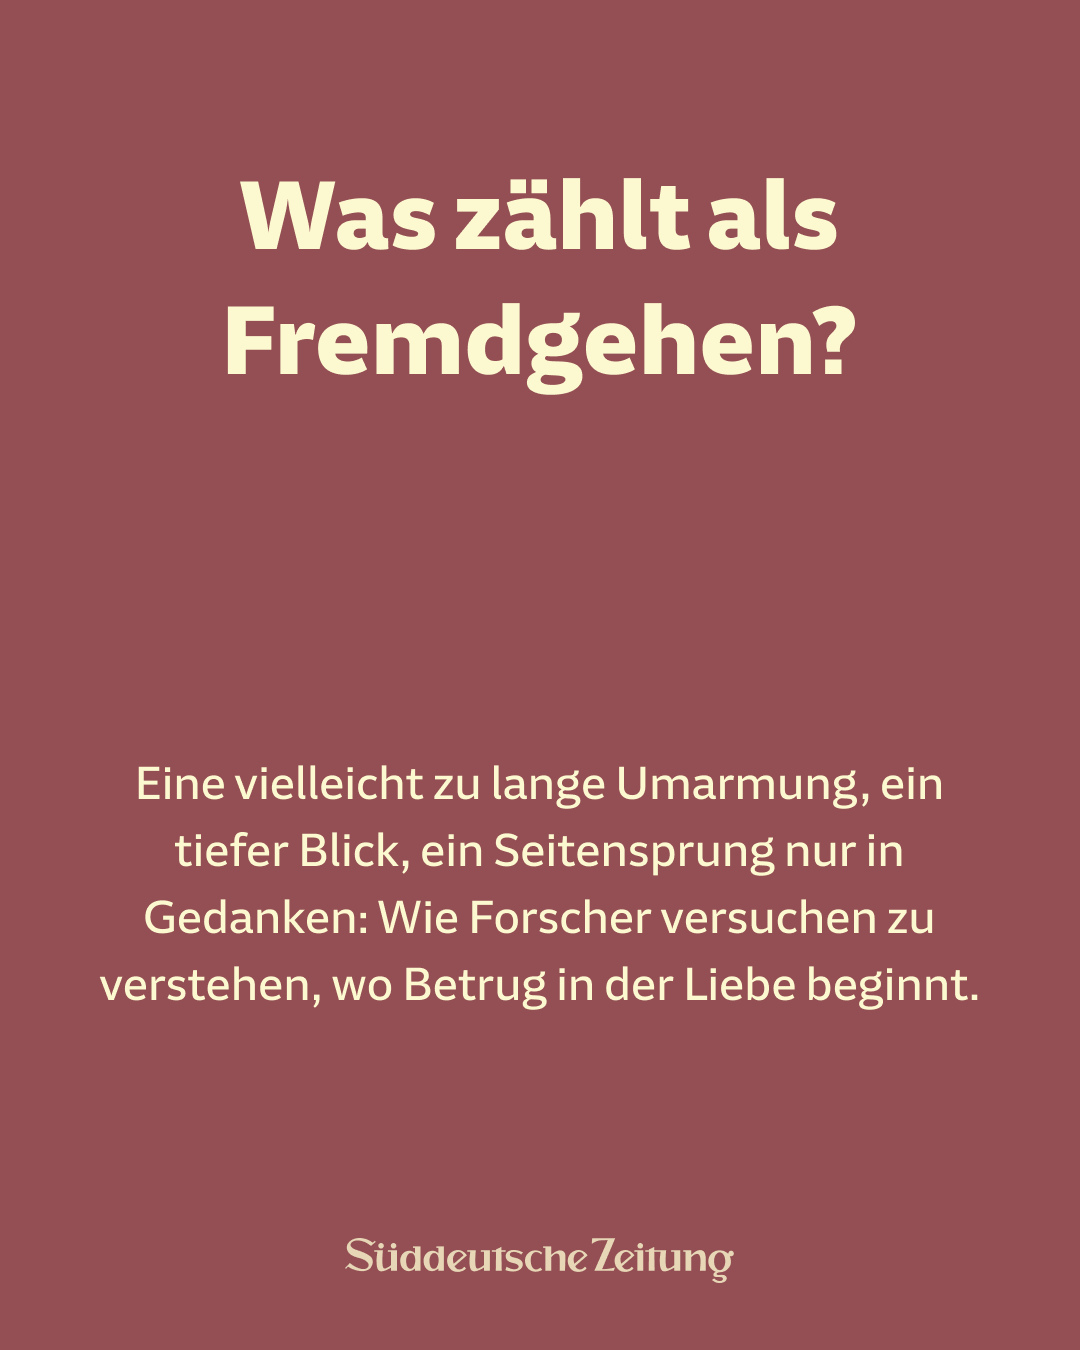 Was zählt als
Fremdgehen?
Eine vielleicht zu lange Umarmung, ein
tiefer Blick, ein Seitensprung nur in
Gedanken: Wie Forscher versuchen zu
verstehen, wo Betrug in der Liebe beginnt.
Süddeutsche Zeitung